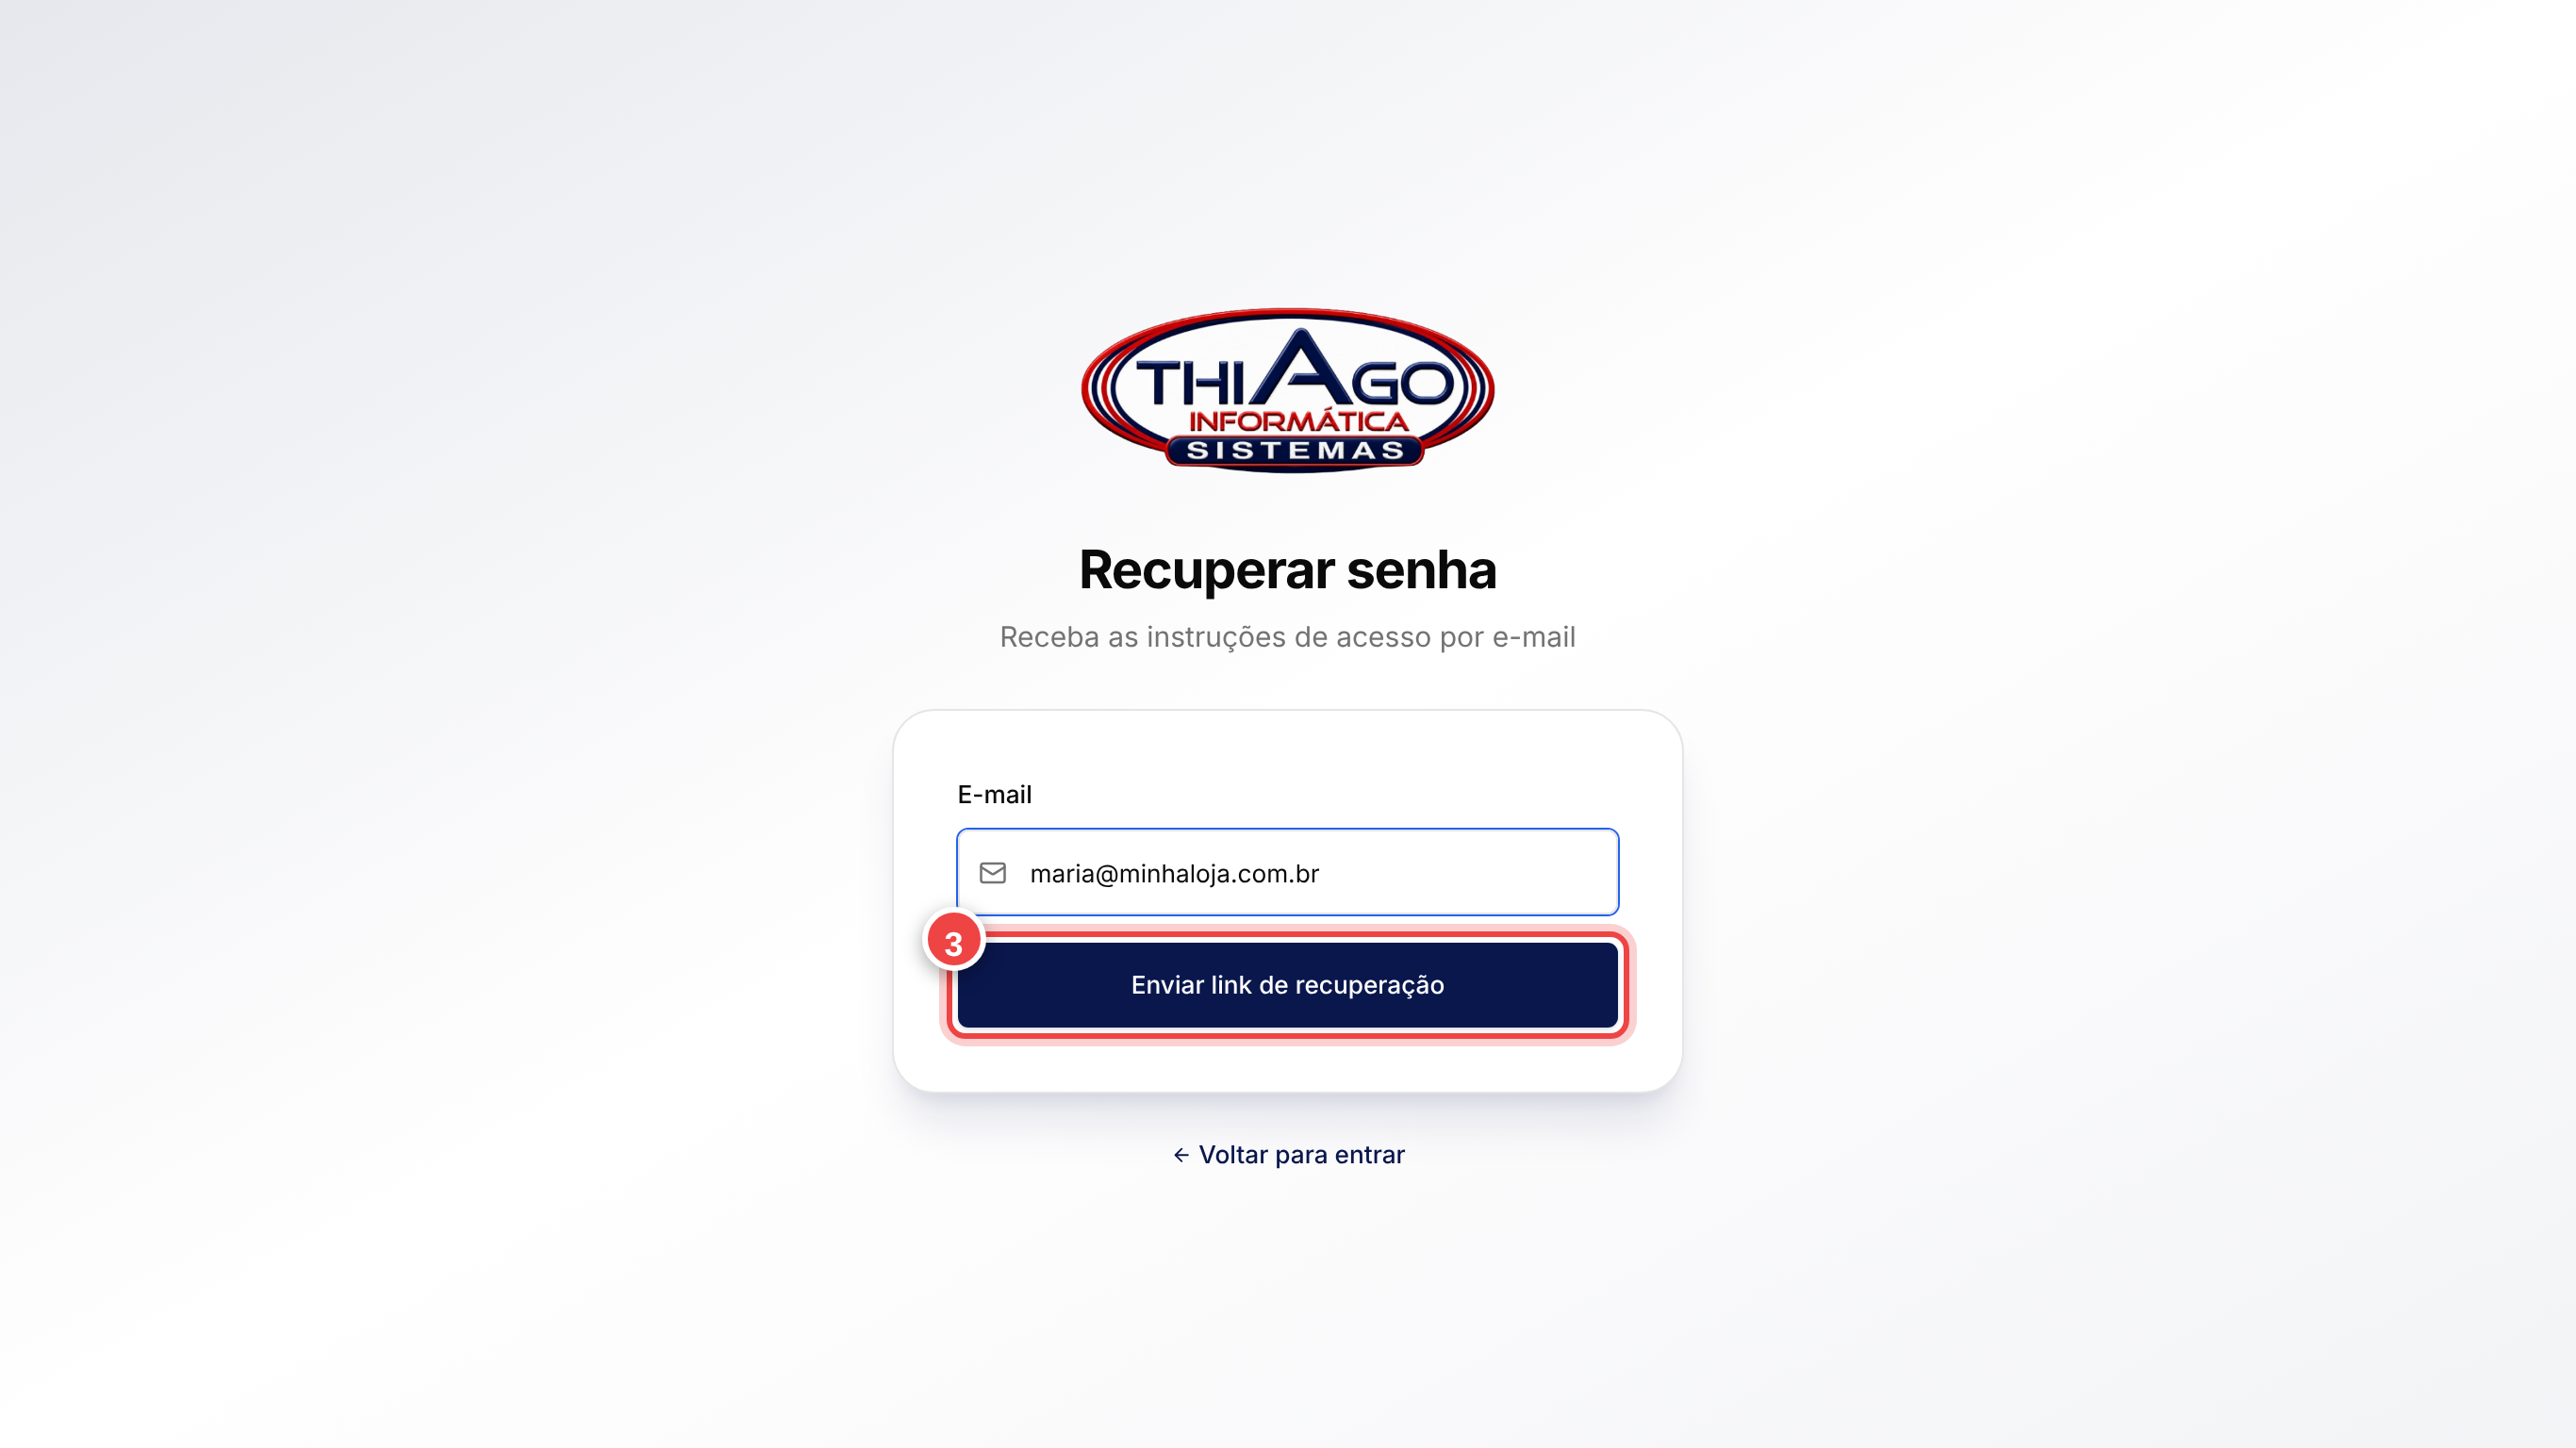 THIAGO
INFORMÁTICA
SISTEMAS
Recuperar senha
Receba as instruções de acesso por e-mail
E-mail
maria@minhaloja.com.br
3
Enviar link de recuperação
← Voltar para entrar